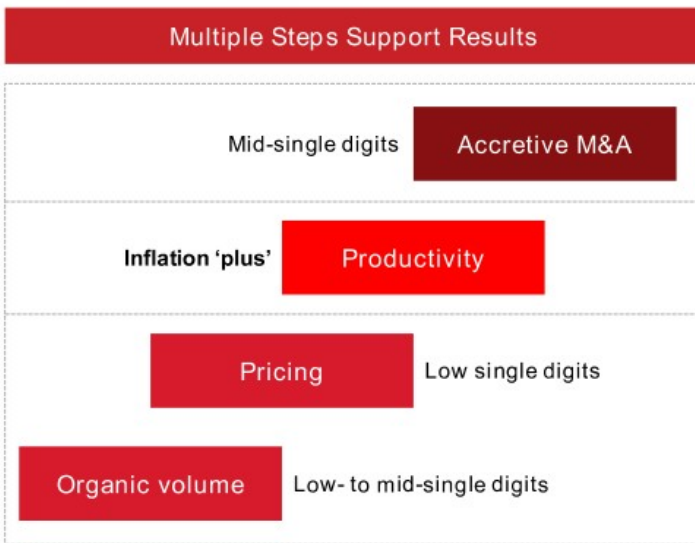 Multiple Steps Support Results
Mid-single digits Accretive M&A
Inflation ‘plus’ Productivity
Pricing Low single digits
Organic volume Low- to mid-single digits